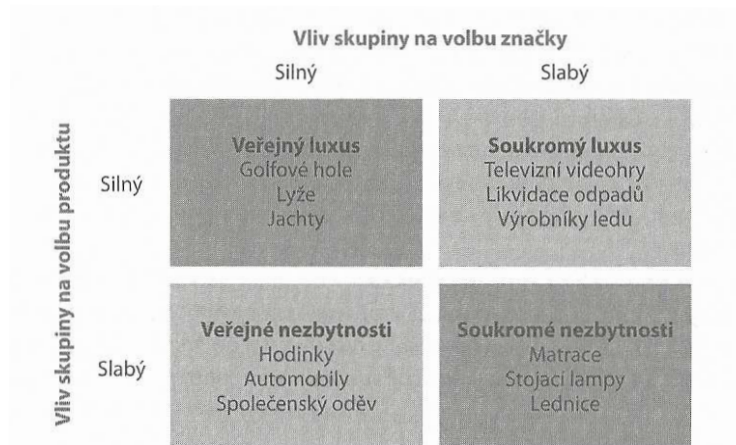 Vliv skupiny na volbu značky
Silný
Slabý
Vliv skupiny na volbu produktu
Silný
Veřejný luxus
Golfové hole
Lyže
Jachty
Soukromý luxus
Televizní videohry
Likvidace odpadů
Výrobníky ledu
Slabý
Veřejné nezbytnosti
Hodinky
Automobily
Společenský oděv
Soukromé nezbytnosti
Matrace
Stojací lampy
Lednice